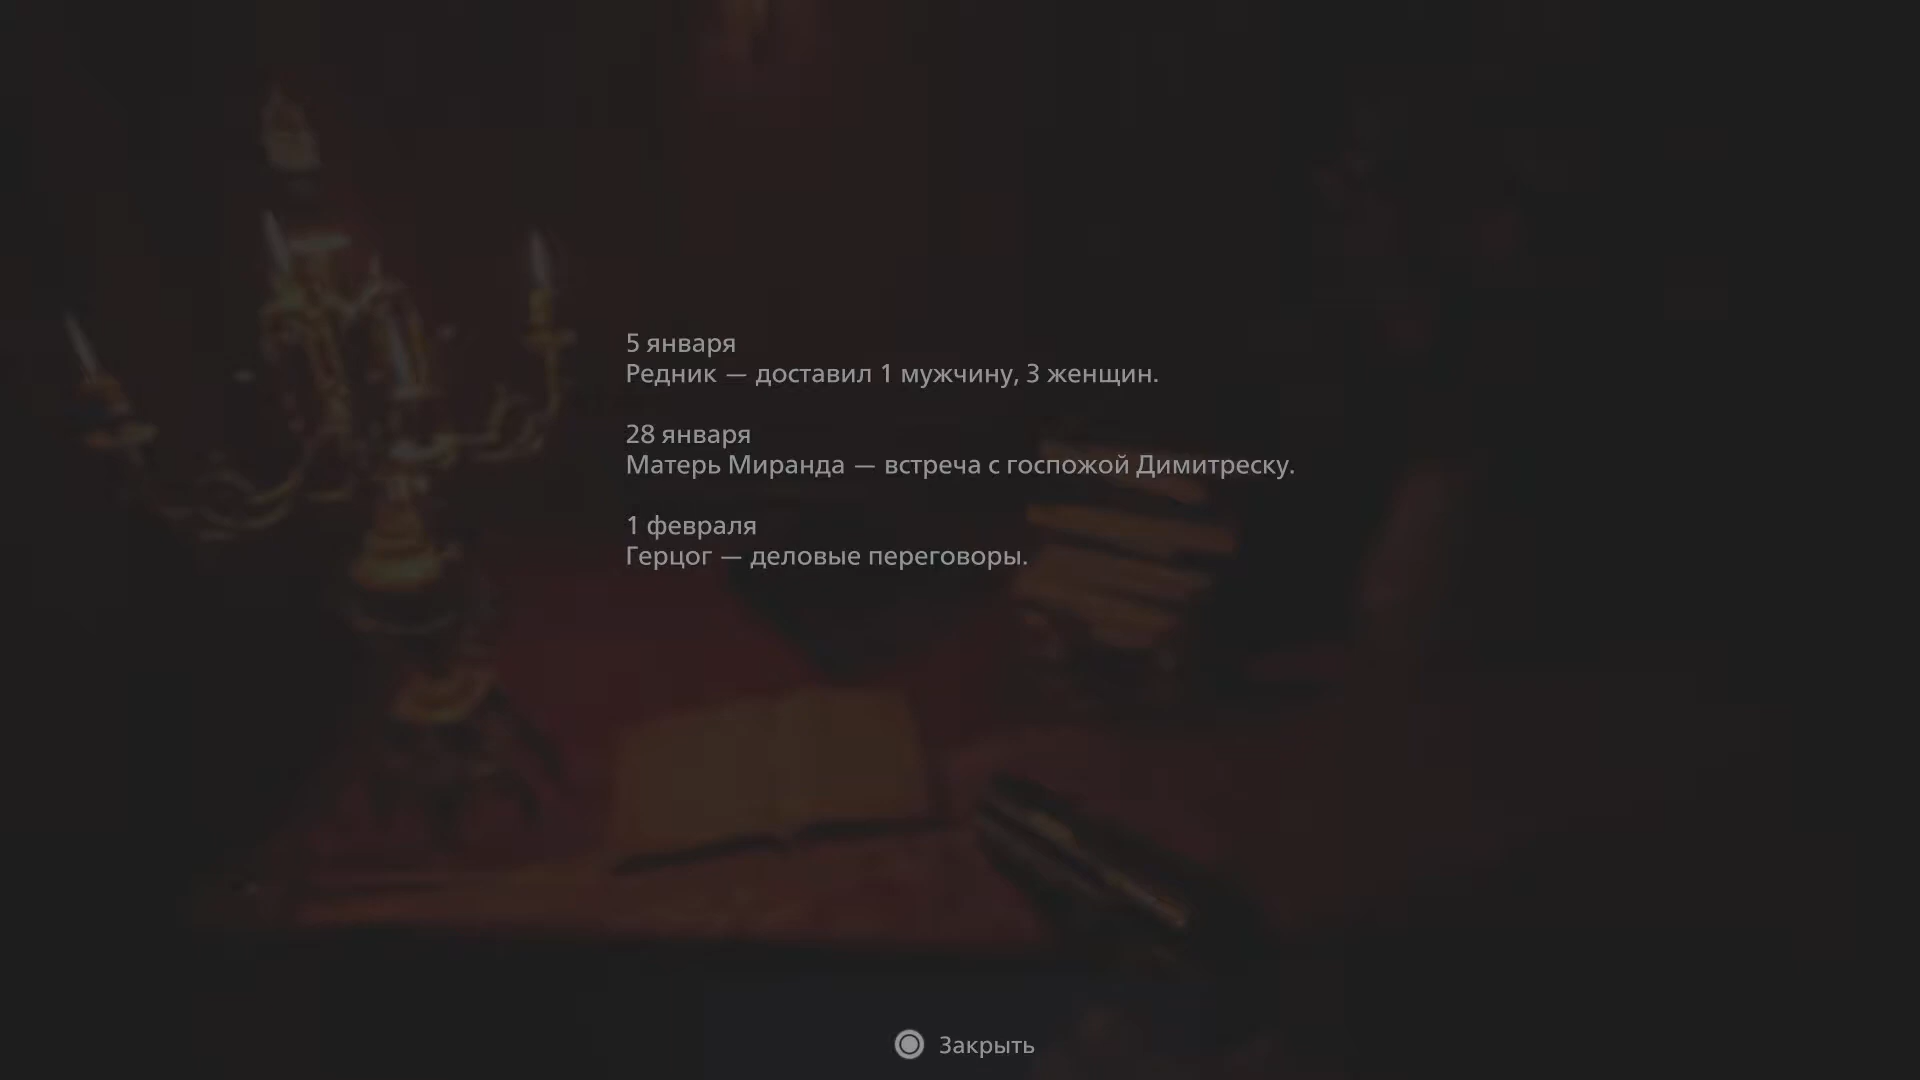 5 января
Редник — доставил 1 мужчину, 3 женщин.
28 января
Матерь Миранда — встреча с госпожой Димитреску.
1 февраля
Герцог — деловые переговоры.
Закрыть